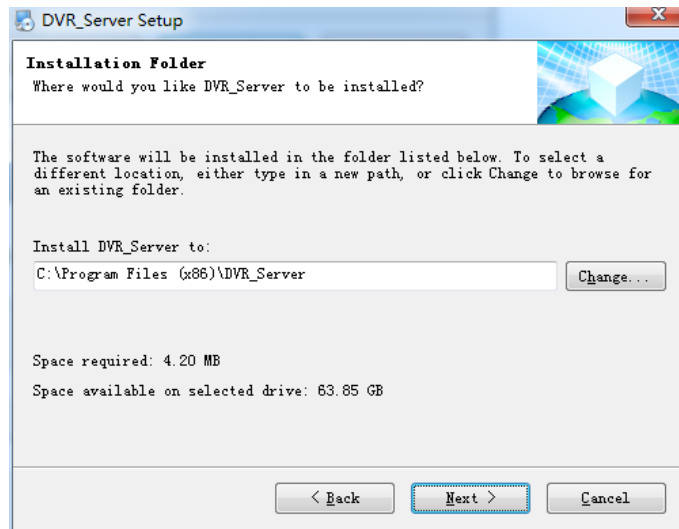 DVR_Server Setup
Installation Folder
Where would you like DVR_Server to be installed?
The software will be installed in the folder listed below. To select a
different location, either type in a new path, or click Change to browse for
an existing folder.
Install DVR_Server to:
C:\Program Files (x86)\DVR_Server
Change...
Space required: 4.20 MB
Space available on selected drive: 63.85 GB
< Back
Next >
Cancel